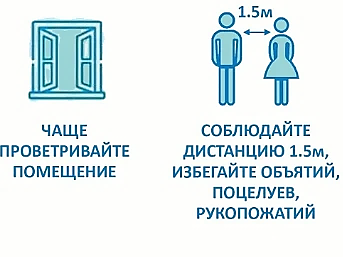 1.5м
ЧАЩЕ
ПРОВЕТРИВАЙТЕ
ПОМЕЩЕНИЕ
СОБЛЮДАЙТЕ
ДИСТАНЦИЮ 1.5м,
ИЗБЕГАЙТЕ ОБЪЯТИЙ,
ПОЦЕЛУЕВ,
РУКОПОЖАТИЙ